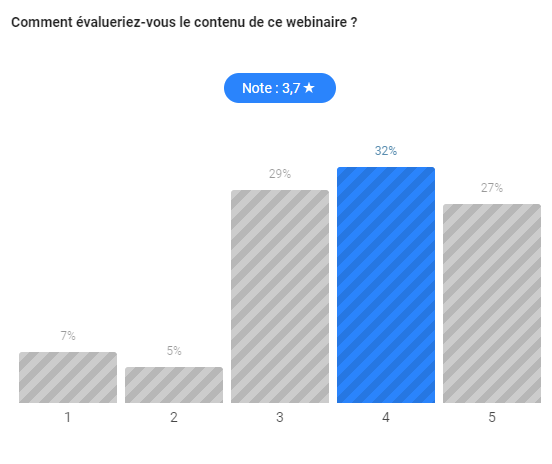 Comment évalueriez-vous le contenu de ce webinaire ?
Note : 3,7 ★
32%
29%
27%
7%
5%
1 2 3 4 5